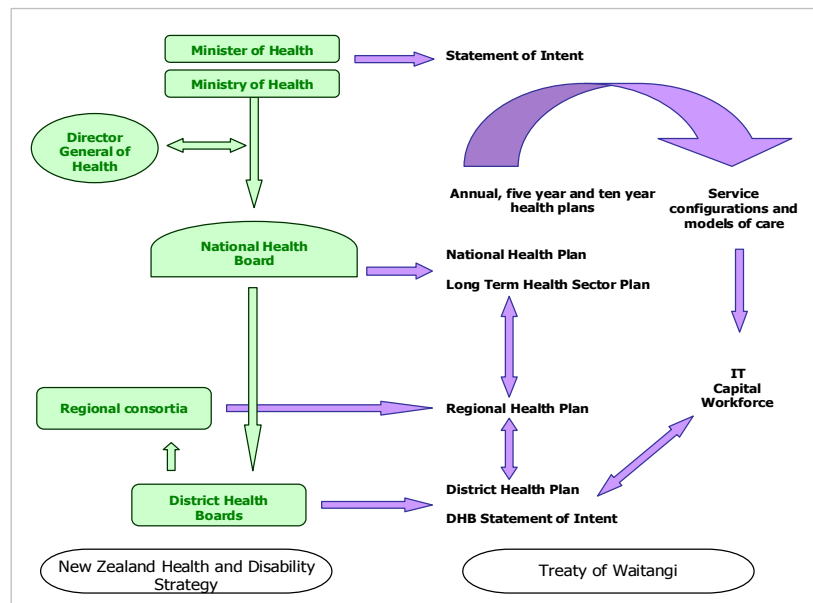 Minister of Health
Statement of Intent
Ministry of Health
Director
General of
Health
Annual, five year and ten year
health plans
Service
configurations and
models of care
National Health
Board
National Health Plan
Long Term Health Sector Plan
IT
Capital
Workforce
Regional consortia
Regional Health Plan
District Health
Boards
District Health Plan
DHB Statement of Intent
New Zealand Health and Disability
Strategy
Treaty of Waitangi